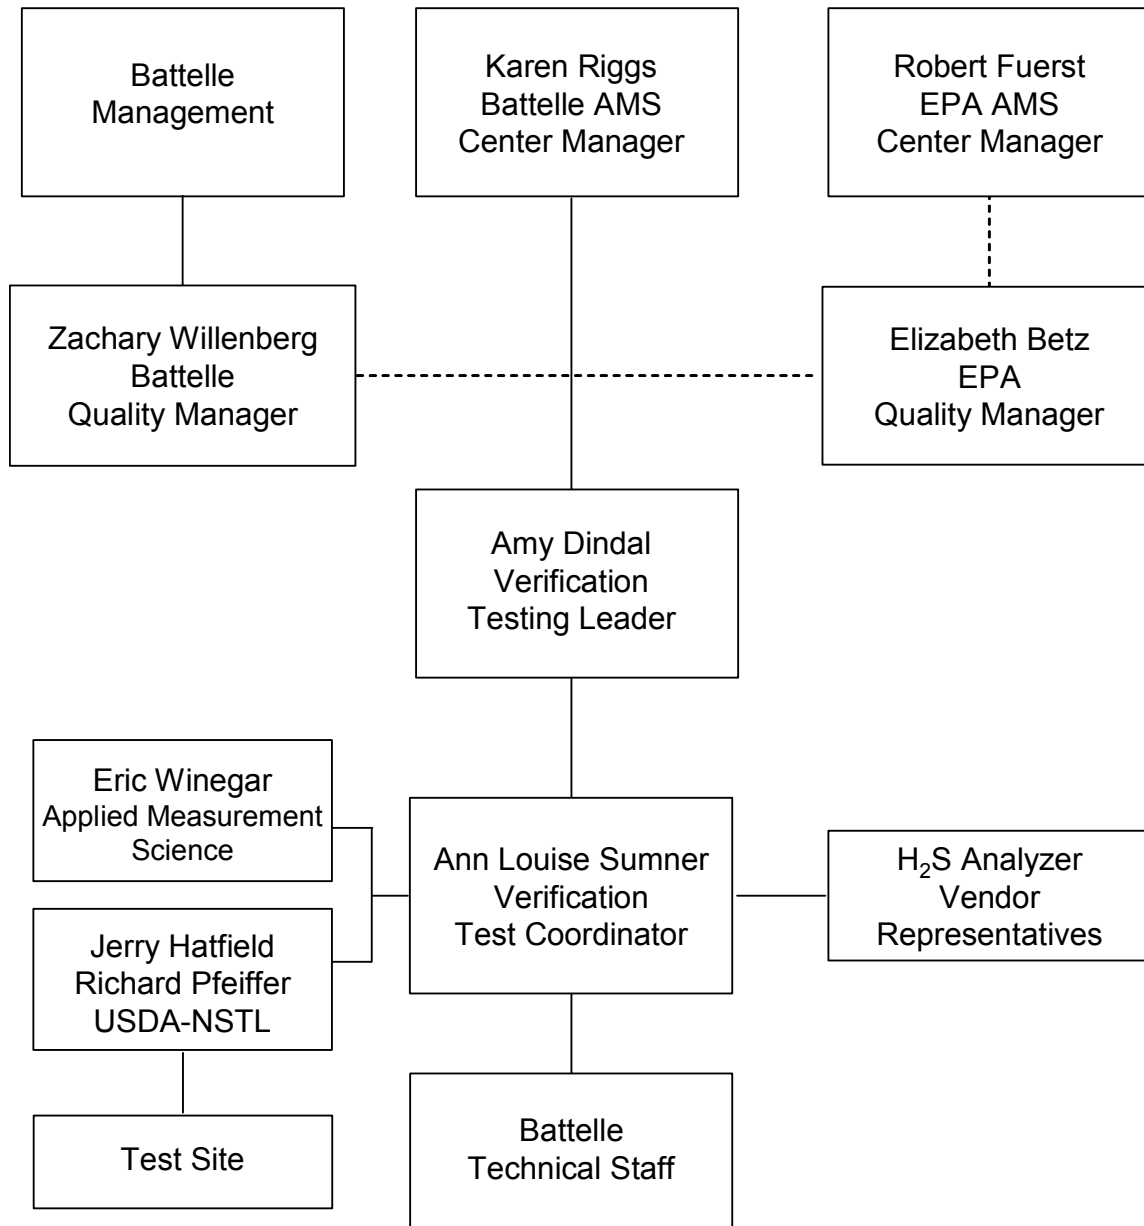 Battelle
Management
Karen Riggs
Battelle AMS
Center Manager
Robert Fuerst
EPA AMS
Center Manager
Zachary Willenberg
Battelle
Quality Manager
Elizabeth Betz
EPA
Quality Manager
Amy Dindal
Verification
Testing Leader
Eric Winegar
Applied Measurement
Science
Ann Louise Sumner
Verification
Test Coordinator
H₂S Analyzer
Vendor
Representatives
Jerry Hatfield
Richard Pfeiffer
USDA-NSTL
Test Site
Battelle
Technical Staff